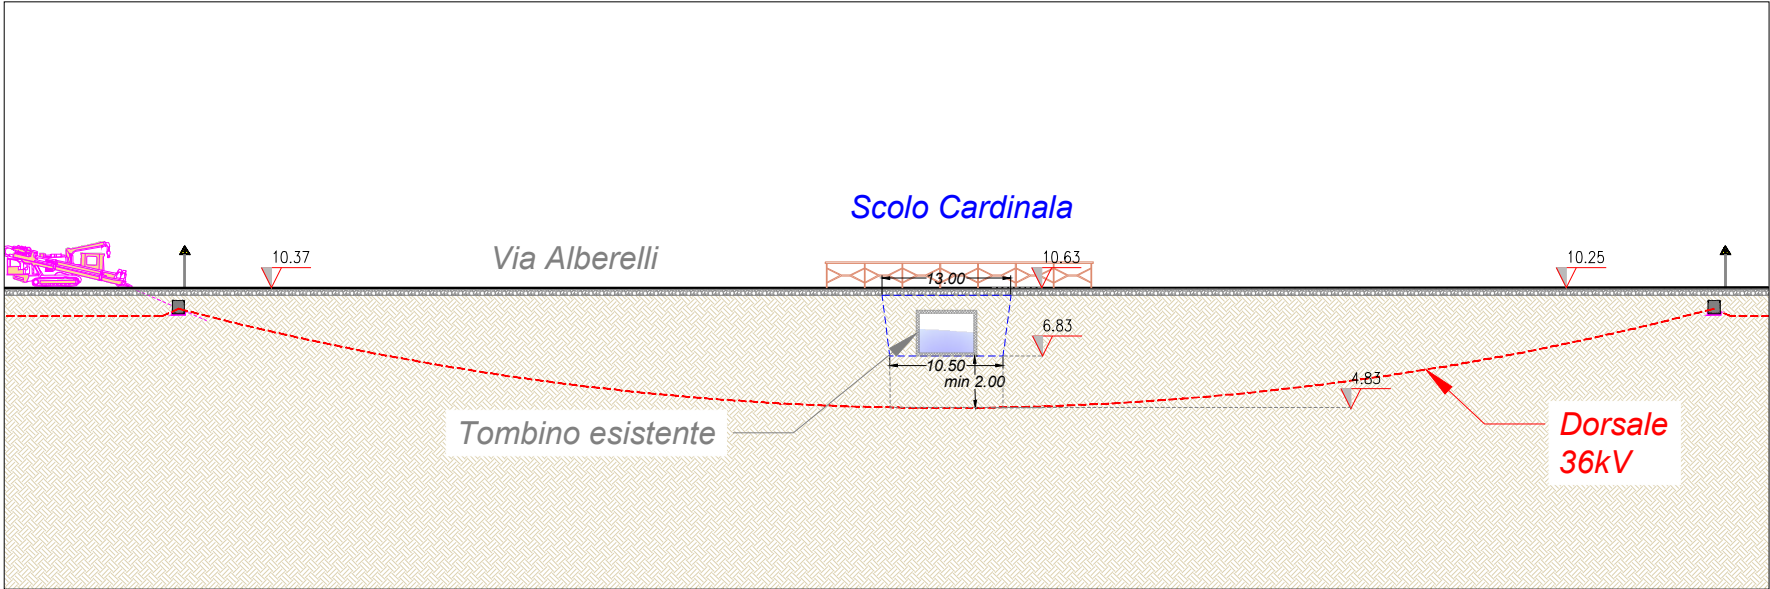 Scolo Cardinala
Via Alberelli
10.37
10.63
10.25
13.00
6.83
10.50
min 2.00
4.83
Tombino esistente
Dorsale
36kV